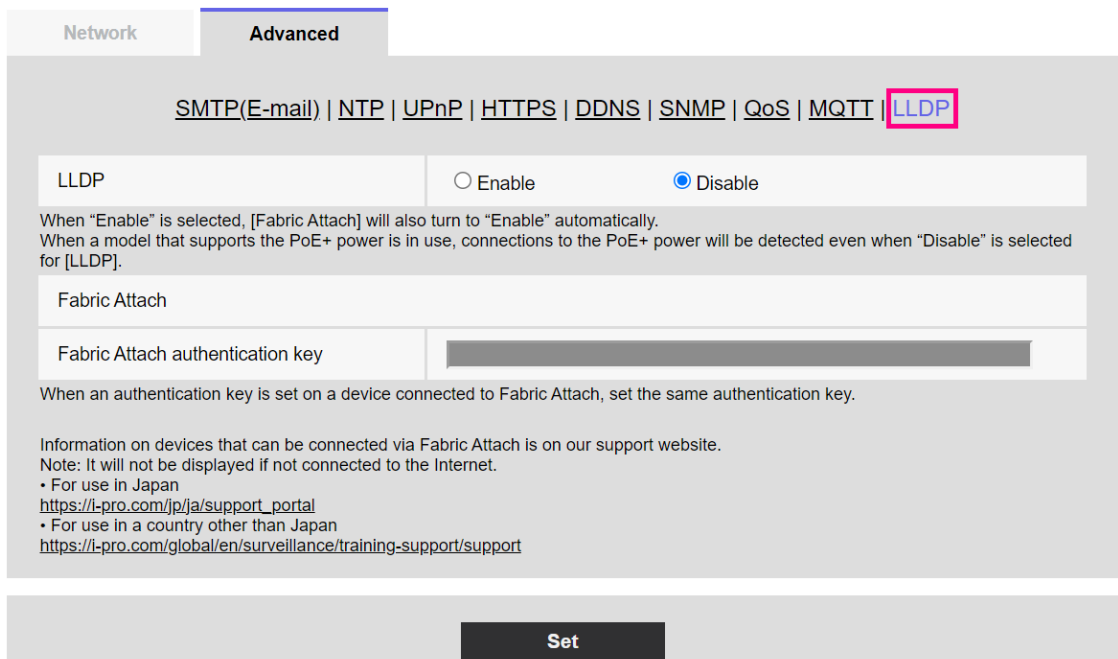 Network Advanced
SMTP(E-mail) | NTP | UPnP | HTTPS | DDNS | SNMP | QoS | MQTT | LLDP
LLDP Enable Disable
When “Enable” is selected, [Fabric Attach] will also turn to “Enable” automatically.
When a model that supports the PoE+ power is in use, connections to the PoE+ power will be detected even when “Disable” is selected
for [LLDP].
Fabric Attach
Fabric Attach authentication key
When an authentication key is set on a device connected to Fabric Attach, set the same authentication key.
Information on devices that can be connected via Fabric Attach is on our support website.
Note: It will not be displayed if not connected to the Internet.
• For use in Japan
https://i-pro.com/jp/ja/support_portal
• For use in a country other than Japan
https://i-pro.com/global/en/surveillance/training-support/support
Set